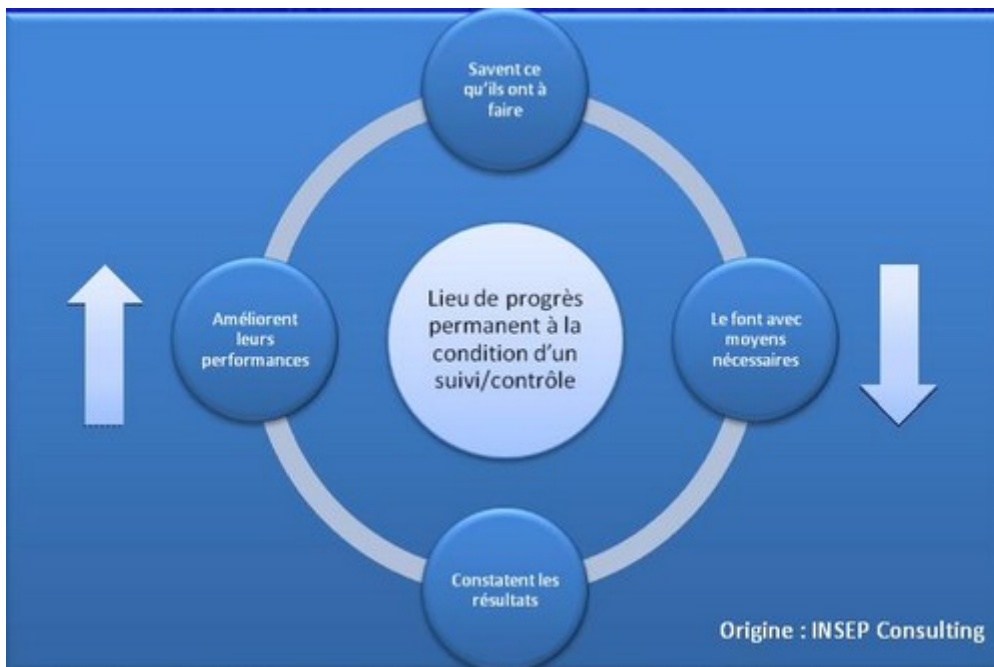 Savent ce
qu'ils ont à
faire
Améliorent
leurs
performances
Lieu de progrès
permanent à la
condition d'un
suivi/contrôle
Le font avec
moyens
nécessaires
Constatent les
résultats
Origine : INSEP Consulting